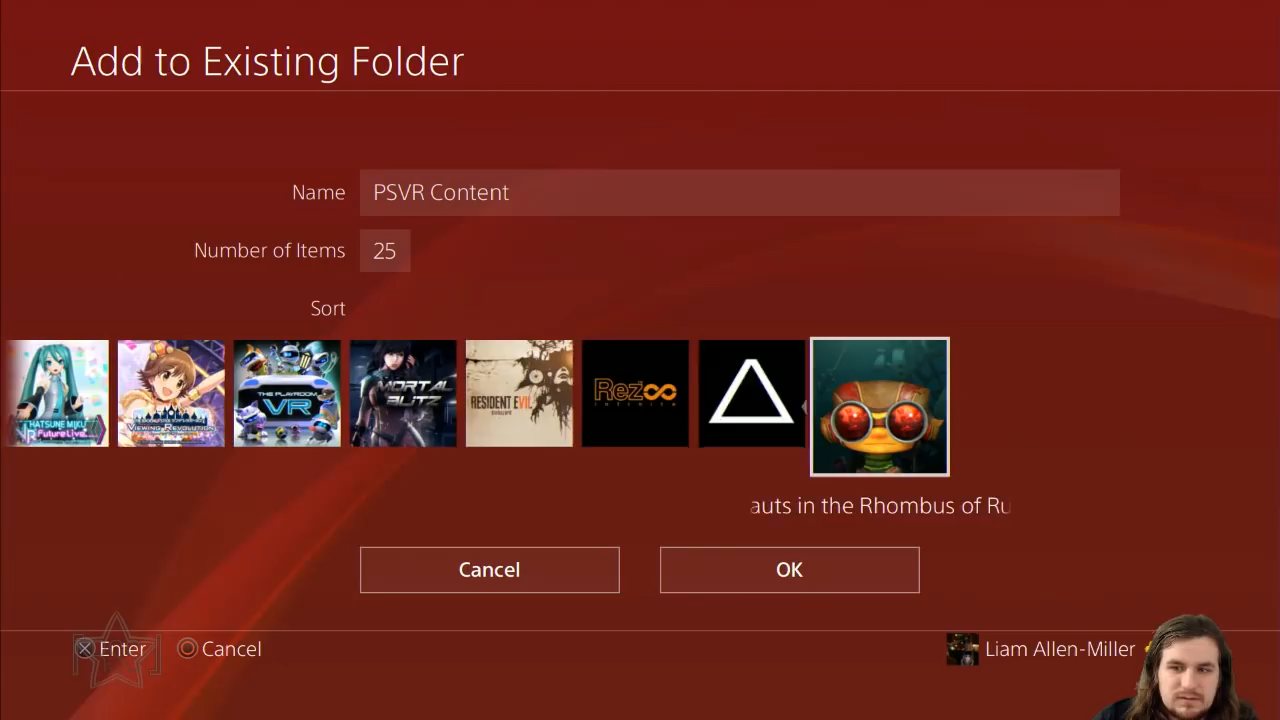 Add to Existing Folder
Name
PSVR Content
Number of Items
25
Sort
HATSUNE MIKU
VR Future Live
VIEWING REVOLUTION
THE PLAYROOM
VR
MORTAL
BLITZ
RESIDENT EVIL
biohazard
Rez∞
INFINITE
auts in the Rhombus of Ru
Cancel
OK
Enter
Cancel
Liam Allen-Miller